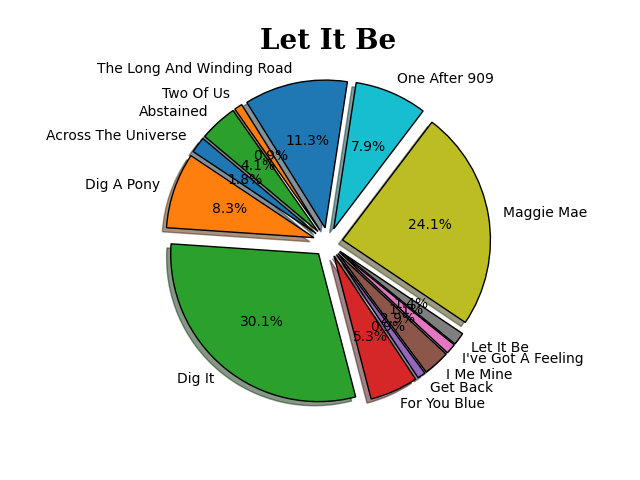 Let It Be
The Long And Winding Road
One After 909
Two Of Us
Abstained
Across The Universe
Dig A Pony
Maggie Mae
Dig It
Let It Be
I've Got A Feeling
I Me Mine
Get Back
For You Blue
11.3%
7.9%
0.9%
4.1%
1.8%
8.3%
24.1%
30.1%
1.4%
1.1%
2.9%
0.9%
5.3%